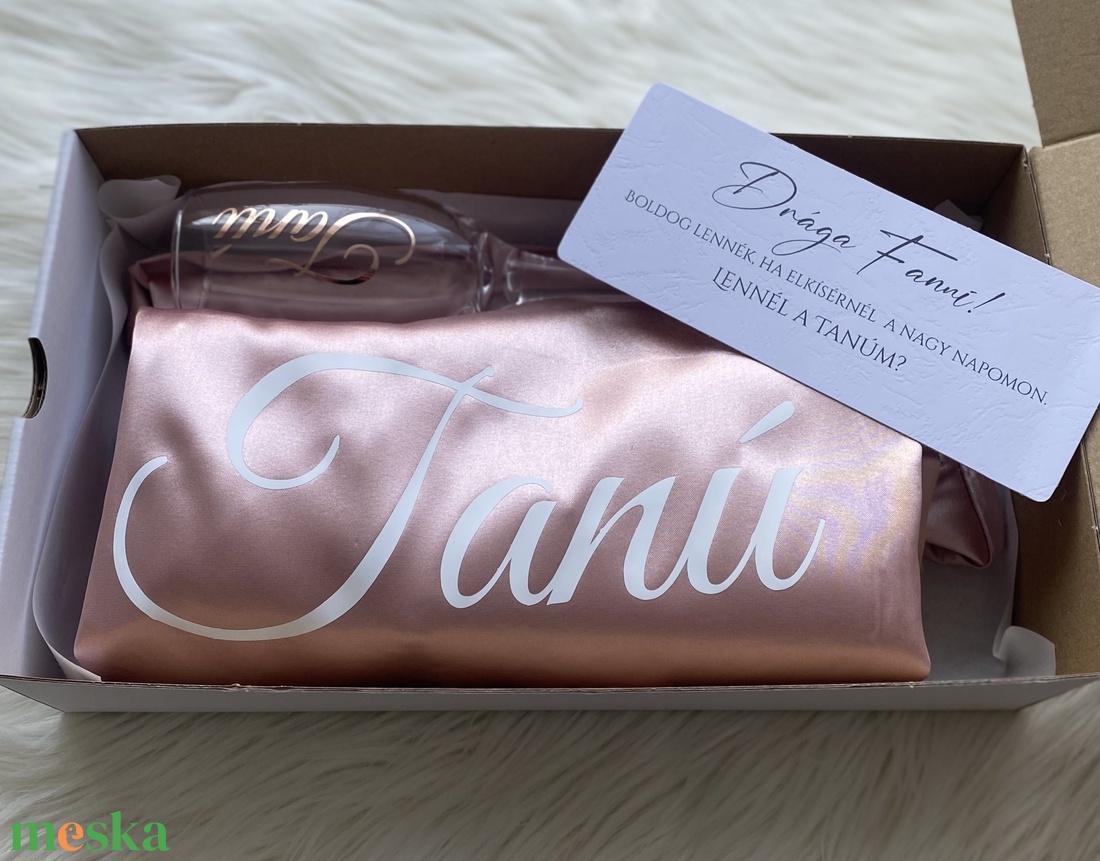 Drága Fanni!
BOLDOG LENNÉK, HA ELKÍSÉRNÉL A NAGY NAPOMON.
LENNÉL A TANÚM?
Tanú
Tanú
meska